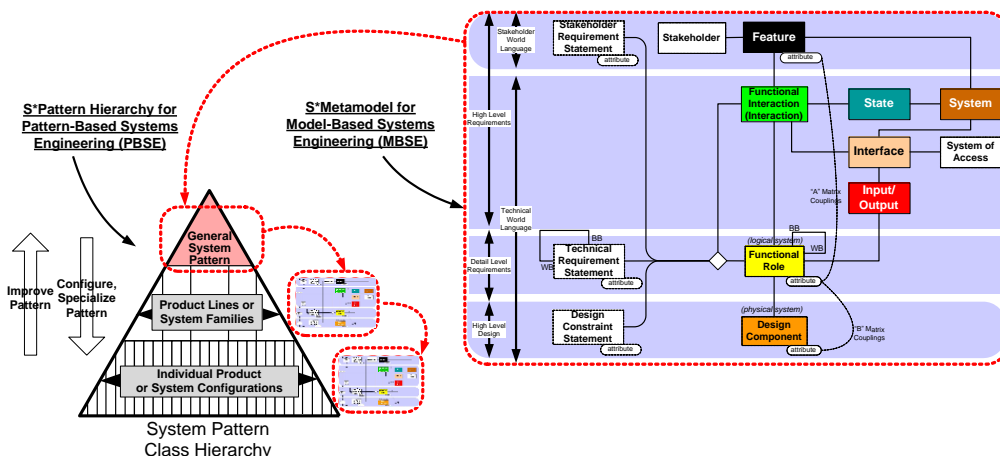 S*Pattern Hierarchy for
Pattern-Based Systems
Engineering (PBSE)
S*Metamodel for
Model-Based Systems
Engineering (MBSE)
General
System
Pattern
Improve
Pattern
Configure,
Specialize
Pattern
Product Lines or
System Families
Individual Product
or System Configurations
System Pattern
Class Hierarchy
Stakeholder
World
Language
High Level
Requirements
Technical
World
Language
Detail Level
Requirements
High Level
Design
Stakeholder
Requirement
Statement
attribute
Stakeholder
Feature
attribute
Functional
Interaction
(Interaction)
State
System
Interface
System of
Access
Input/
Output
"A" Matrix
Couplings
BB
WB
Technical
Requirement
Statement
attribute
(logical system)
BB
WB
Functional
Role
attribute
Design
Constraint
Statement
attribute
(physical system)
Design
Component
attribute
"B" Matrix
Couplings